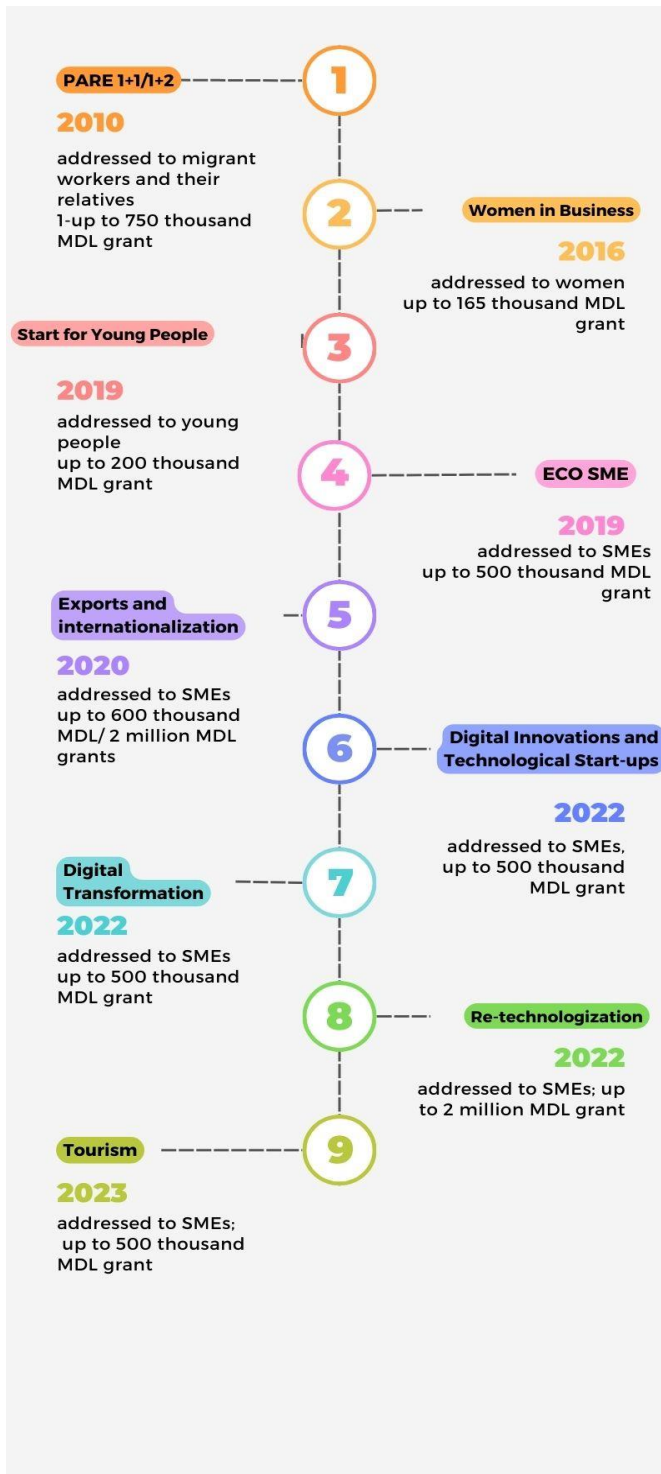 1
PARE 1+1/1+2
2010
addressed to migrant
workers and their
relatives
1-up to 750 thousand
MDL grant
2
Women in Business
2016
addressed to women
up to 165 thousand MDL
grant
3
Start for Young People
2019
addressed to young
people
up to 200 thousand
MDL grant
4
ECO SME
2019
addressed to SMEs
up to 500 thousand MDL
grant
5
Exports and
internationalization
2020
addressed to SMEs
up to 600 thousand
MDL/ 2 million MDL
grants
6
Digital Innovations and
Technological Start-ups
2022
addressed to SMEs,
up to 500 thousand
MDL grant
7
Digital
Transformation
2022
addressed to SMEs
up to 500 thousand
MDL grant
8
Re-technologization
2022
addressed to SMEs; up
to 2 million MDL grant
9
Tourism
2023
addressed to SMEs;
up to 500 thousand
MDL grant